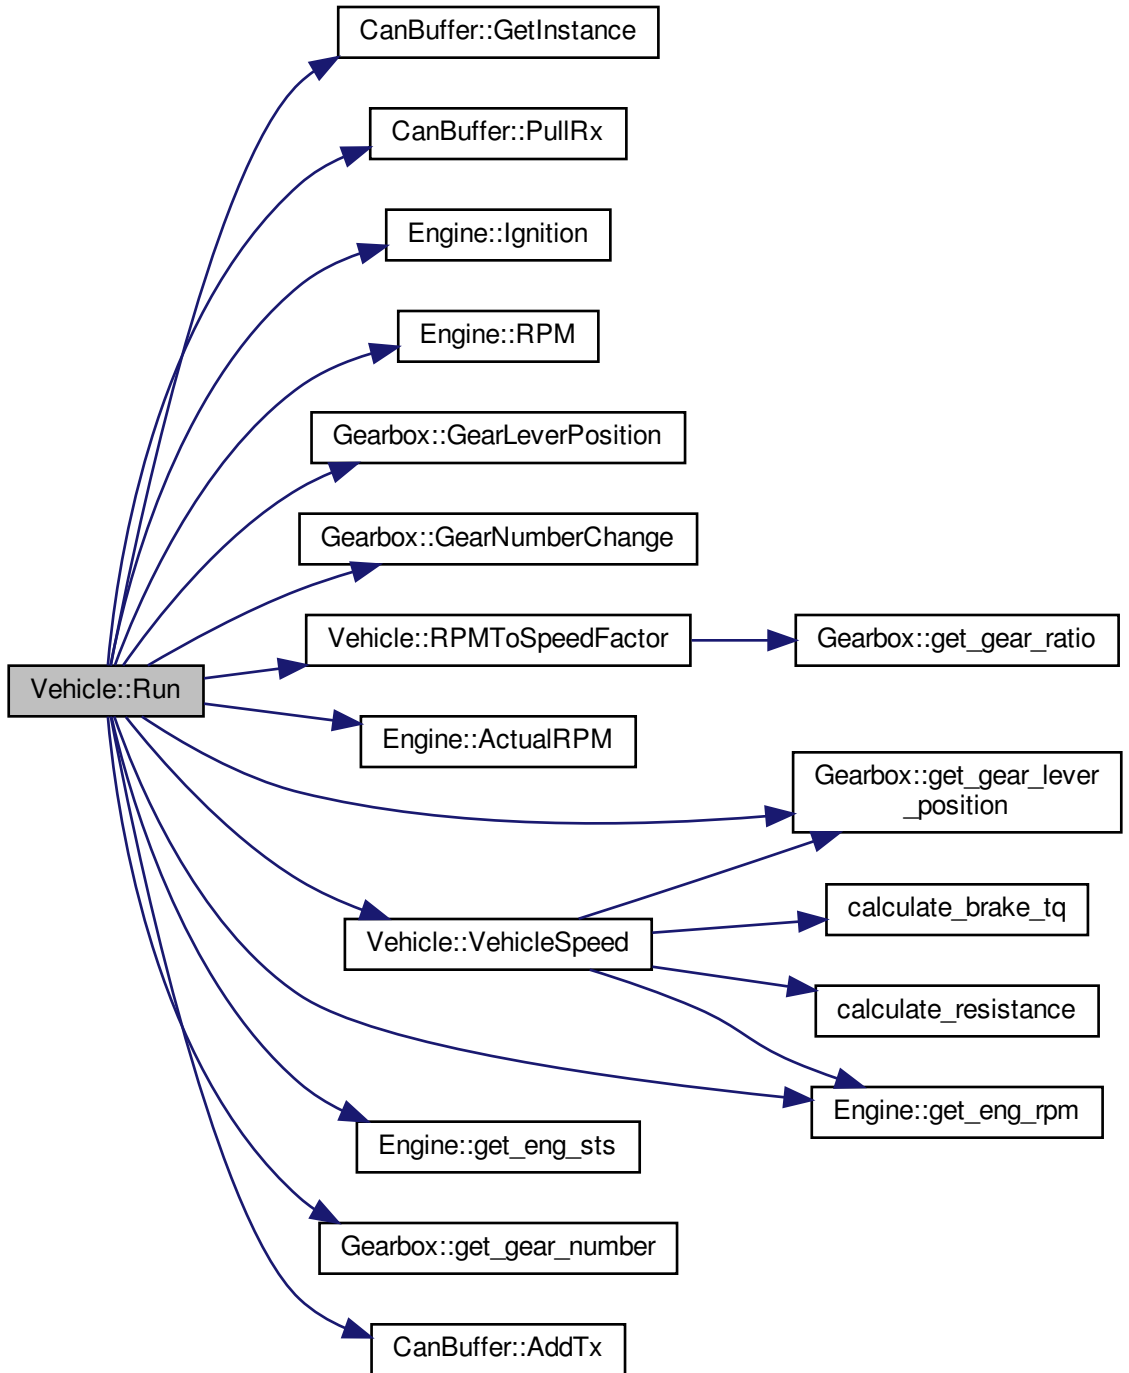 CanBuffer::GetInstance
CanBuffer::PullRx
Engine::Ignition
Engine::RPM
Gearbox::GearLeverPosition
Gearbox::GearNumberChange
Vehicle::RPMToSpeedFactor
Gearbox::get_gear_ratio
Vehicle::Run
Engine::ActualRPM
Gearbox::get_gear_lever
_position
calculate_brake_tq
Vehicle::VehicleSpeed
calculate_resistance
Engine::get_eng_rpm
Engine::get_eng_sts
Gearbox::get_gear_number
CanBuffer::AddTx